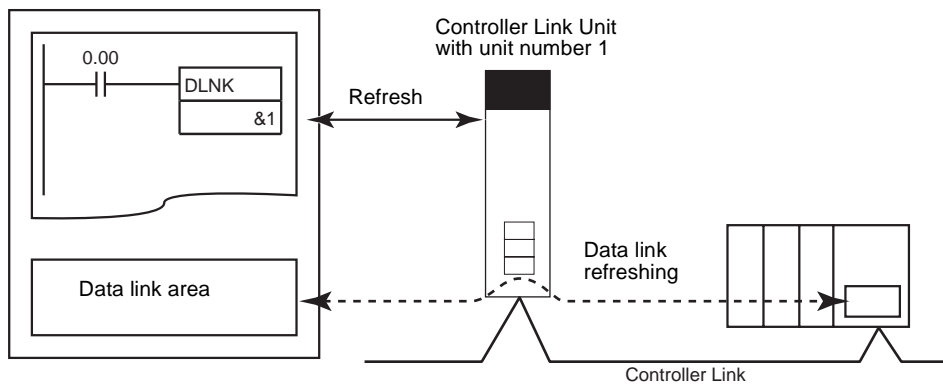 Controller Link Unit
with unit number 1
0.00
DLNK
&1
Refresh
Data link
refreshing
Data link area
Controller Link